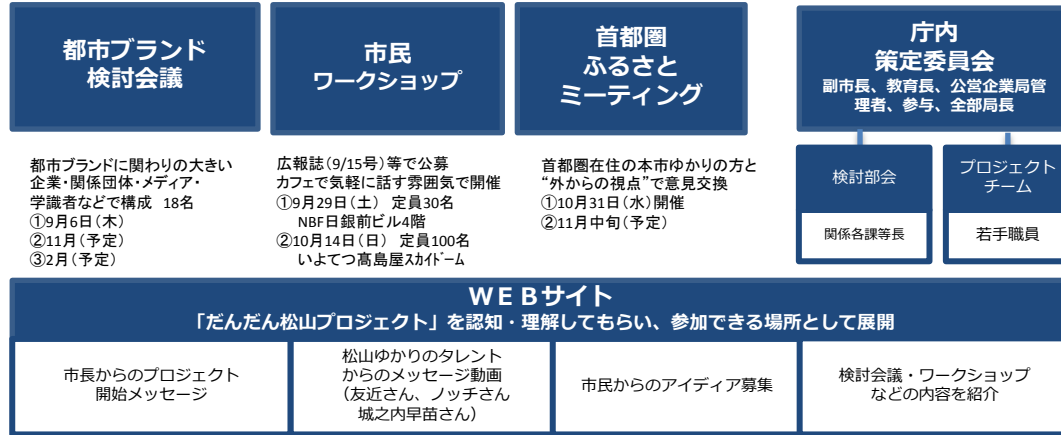 都市ブランド
検討会議
都市ブランドに関わりの大きい
企業・関係団体・メディア・
学識者などで構成　18名
①9月6日（木）
②11月（予定）
③2月（予定）
市民
ワークショップ
広報誌（9/15号）等で公募
カフェで気軽に話す雰囲気で開催
①9月29日（土）　定員30名
NBF日銀前ビル4階
②10月14日（日）　定員100名
いよてつ髙島屋ｽｶｲﾄﾞｰﾑ
首都圏
ふるさと
ミーティング
首都圏在住の本市ゆかりの方と
“外からの視点”で意見交換
①10月31日（水）開催
②11月中旬（予定）
庁内
策定委員会
副市長、教育長、公営企業局管
理者、参与、全部局長
検討部会
関係各課等長
プロジェクト
チーム
若手職員
ＷＥＢサイト
「だんだん松山プロジェクト」を認知・理解してもらい、参加できる場所として展開
市長からのプロジェクト
開始メッセージ
松山ゆかりのタレント
からのメッセージ動画
（友近さん、ノッチさん
城之内早苗さん）
市民からのアイディア募集
検討会議・ワークショップ
などの内容を紹介